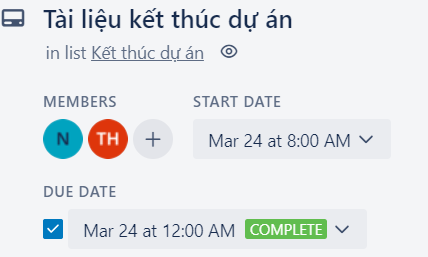 Tài liệu kết thúc dự án
in list Kết thúc dự án
MEMBERS
N TH +
START DATE
Mar 24 at 8:00 AM
DUE DATE
Mar 24 at 12:00 AM COMPLETE